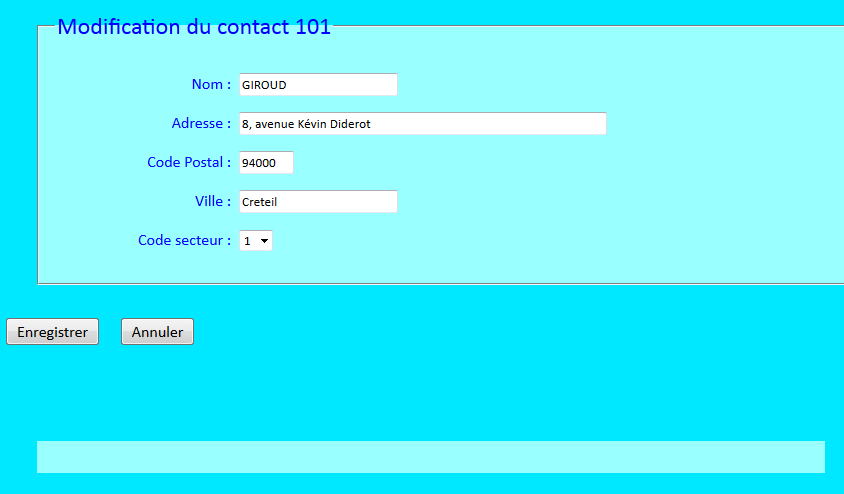 Modification du contact 101
Nom : GIROUD
Adresse : 8, avenue Kévin Diderot
Code Postal : 94000
Ville : Creteil
Code secteur : 1
Enregistrer Annuler